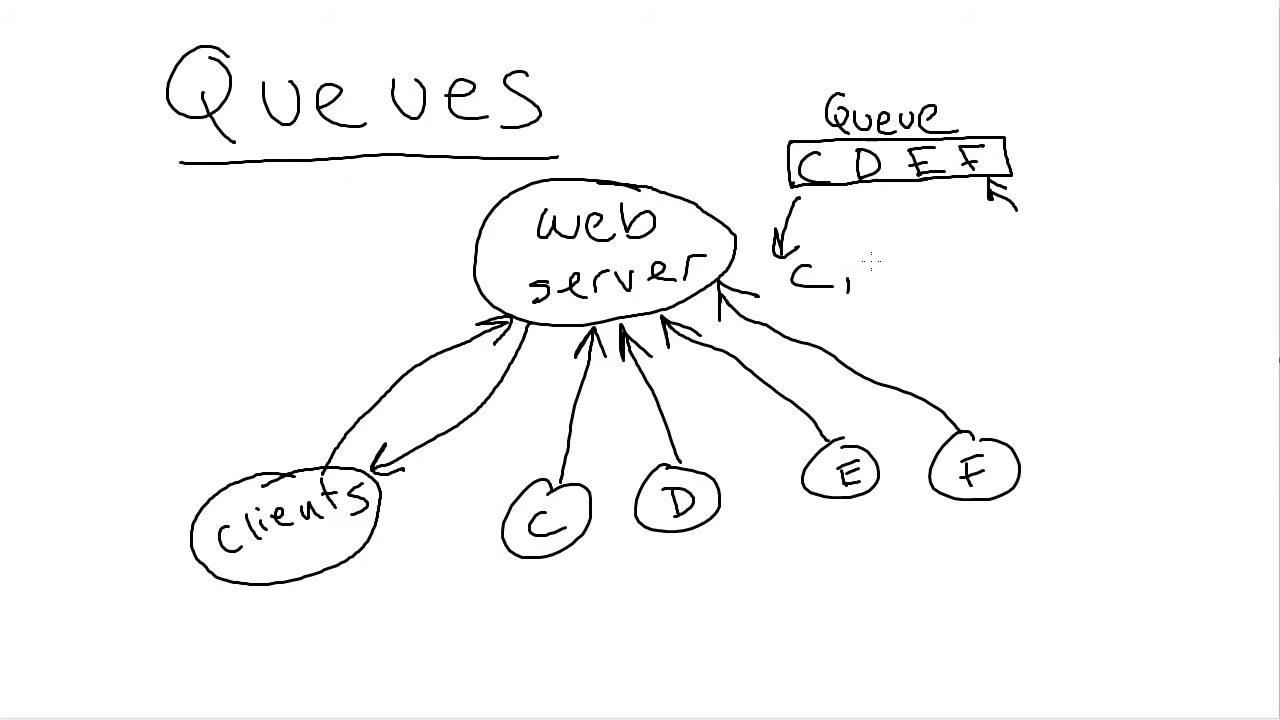 Queues
Queue
C D E F
web
server
C,
clients
C
D
E
F